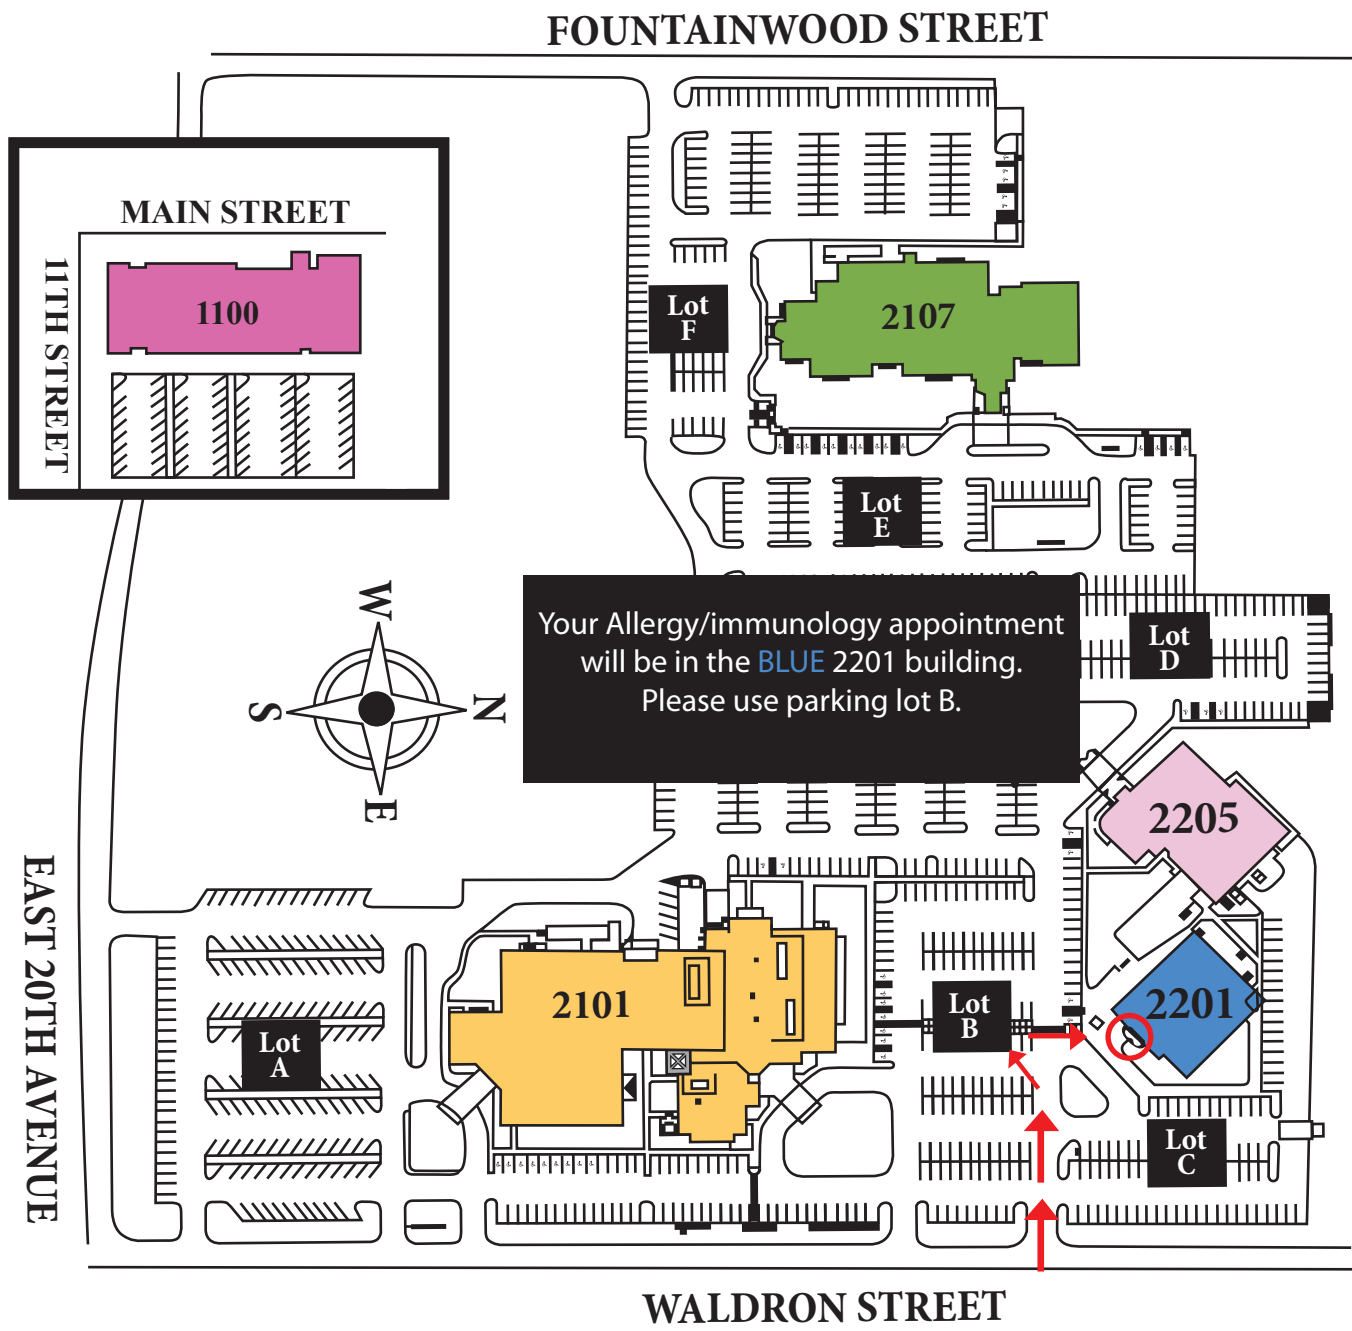 FOUNTAINWOOD STREET
MAIN STREET
11TH STREET
1100
Lot
F
2107
Lot
E
Your Allergy/immunology appointment
will be in the BLUE 2201 building.
Please use parking lot B.
Lot
D
W
S
N
E
2205
EAST 20TH AVENUE
2101
Lot
A
Lot
B
2201
Lot
C
WALDRON STREET